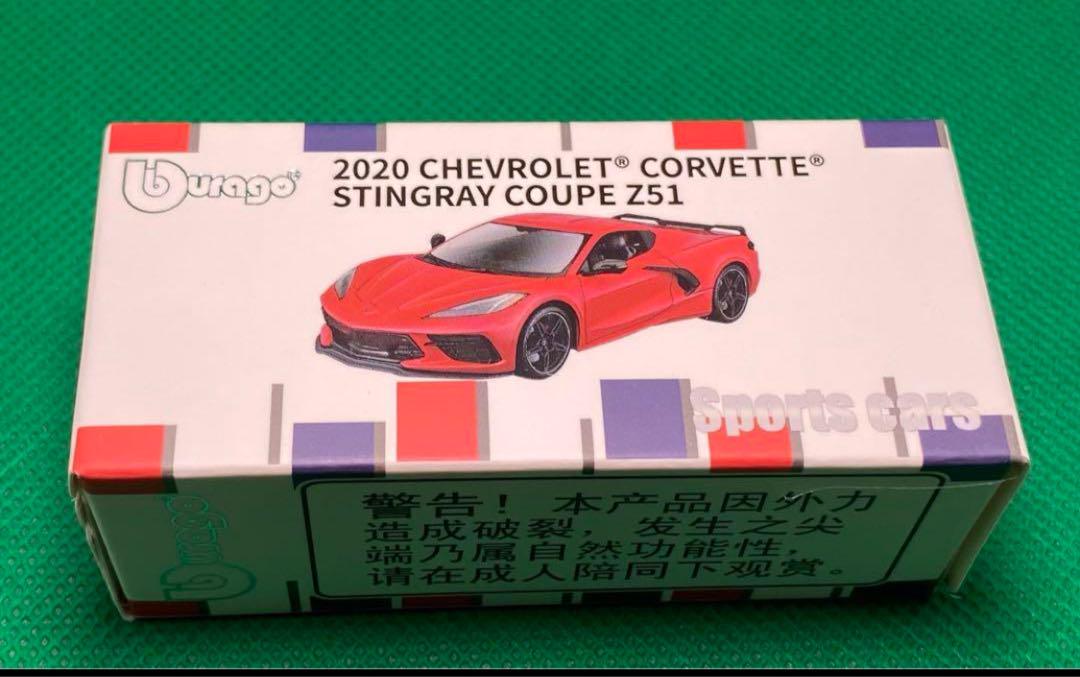 burago
2020 CHEVROLET® CORVETTE®
STINGRAY COUPE Z51
Sports cars
警告！本产品因外力
造成破裂，发生之尖
端乃属自然功能性，
请在成人陪同下观赏。
burago